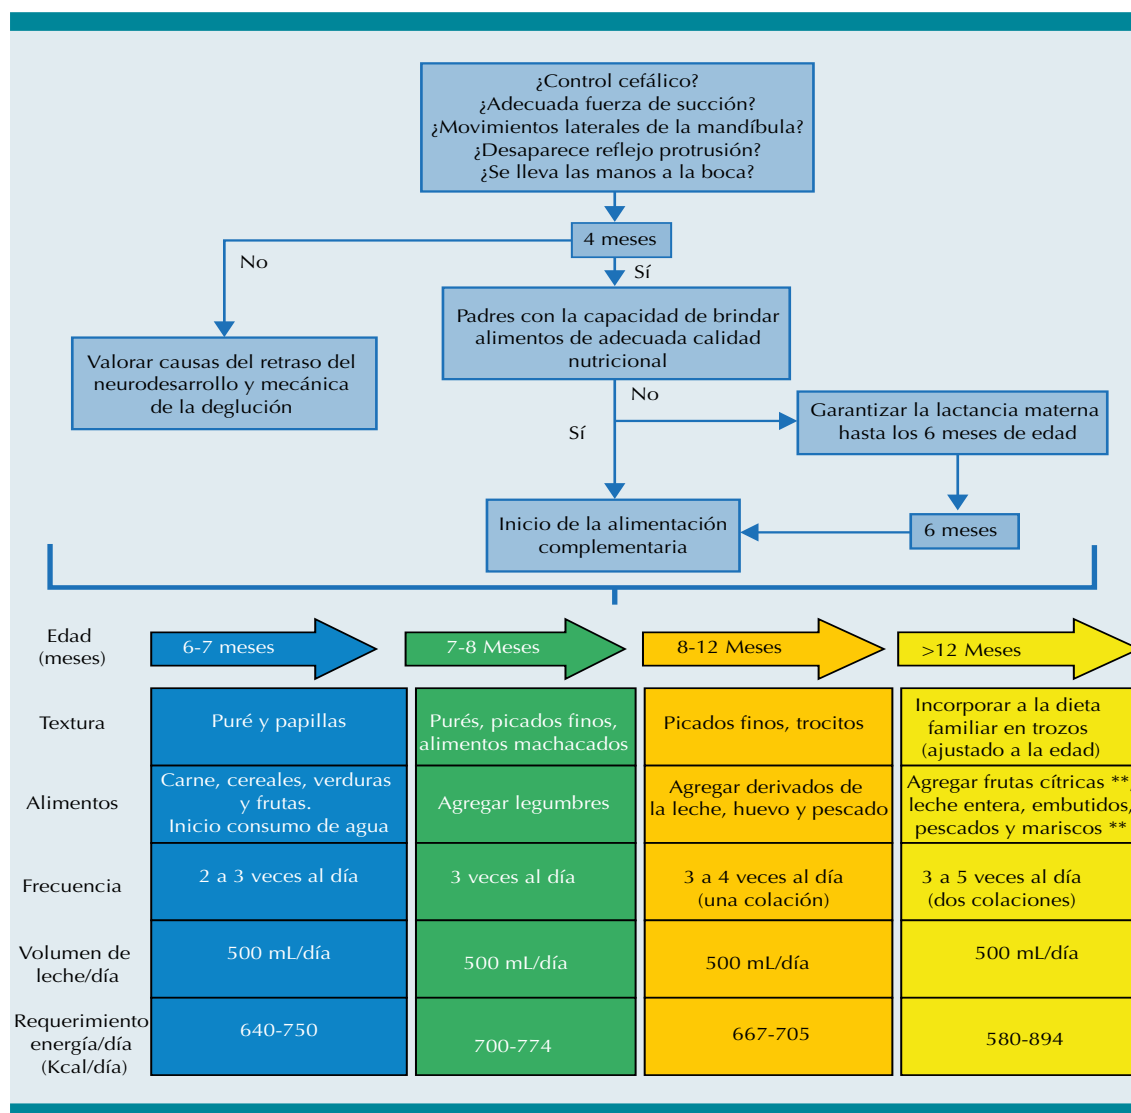 ¿Control cefálico?
¿Adecuada fuerza de succión?
¿Movimientos laterales de la mandíbula?
¿Desaparece reflejo protrusión?
¿Se lleva las manos a la boca?
4 meses
No
Sí
Valorar causas del retraso del
neurodesarrollo y mecánica
de la deglución
Padres con la capacidad de brindar
alimentos de adecuada calidad
nutricional
No
Sí
Garantizar la lactancia materna
hasta los 6 meses de edad
Inicio de la alimentación
complementaria
6 meses
Edad
(meses)
6-7 meses
7-8 Meses
8-12 Meses
>12 Meses
Textura
Puré y papillas
Purés, picados finos,
alimentos machacados
Picados finos, trocitos
Incorporar a la dieta
familiar en trozos
(ajustado a la edad)
Alimentos
Carne, cereales, verduras
y frutas.
Inicio consumo de agua
Agregar legumbres
Agregar derivados de
la leche, huevo y pescado
Agregar frutas cítricas **,
leche entera, embutidos,
pescados y mariscos **
Frecuencia
2 a 3 veces al día
3 veces al día
3 a 4 veces al día
(una colación)
3 a 5 veces al día
(dos colaciones)
Volumen de
leche/día
500 mL/día
500 mL/día
500 mL/día
500 mL/día
Requerimiento
energía/día
(Kcal/día)
640-750
700-774
667-705
580-894